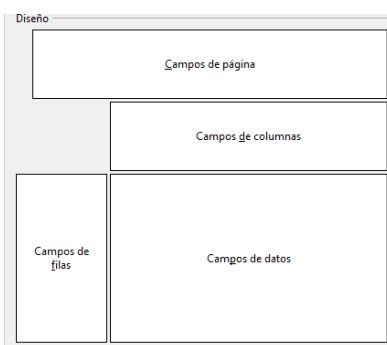 Diseño
Campos de página
Campos de columnas
Campos de
filas
Campos de datos